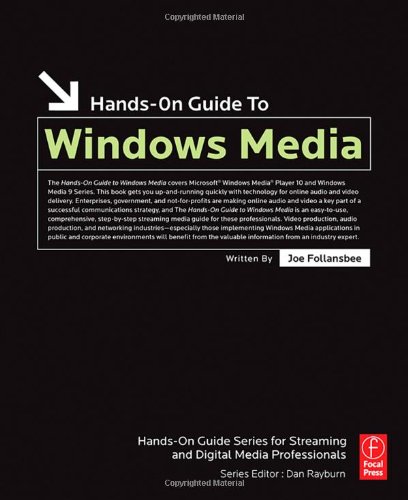 Copyrighted Material
Hands-On Guide To
Windows Media
The Hands-On Guide to Windows Media covers Microsoft® Windows Media® Player 10 and Windows
Media 9 Series. This book gets you up-and-running quickly with technology for online audio and video
delivery. Enterprises, government, and not-for-profits are making online audio and video a key part of a
successful communications strategy, and The Hands-On Guide to Windows Media is an easy-to-use,
comprehensive, step-by-step streaming media guide for these professionals. Video production, audio
production, and networking industries—especially those implementing Windows Media applications in
public and corporate environments will benefit from the valuable information from an industry expert.
Written By Joe Follansbee
Hands-On Guide Series for Streaming
and Digital Media Professionals
Series Editor : Dan Rayburn
Focal
Press
Copyrighted Material